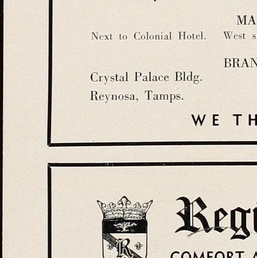 MA
Next to Colonial Hotel. West s
BRAN
Crystal Palace Bldg.
Reynosa, Tamps.
WE TH
Reg
R
COMFORT A